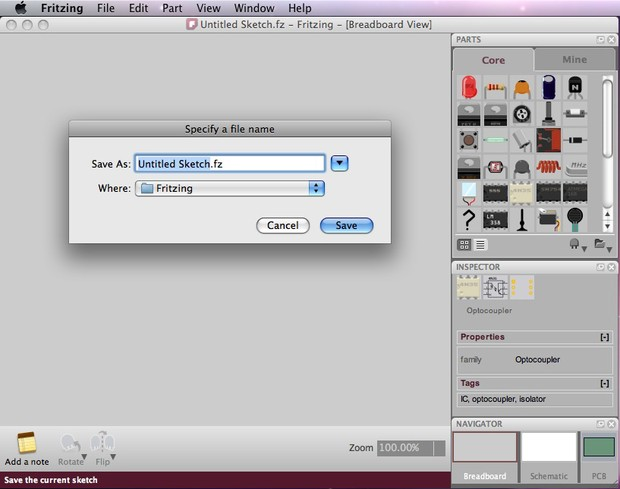 Fritzing File Edit Part View Window Help
Untitled Sketch.fz – Fritzing – [Breadboard View]
PARTS
Core Mine
MHz
LM
358
Specify a file name
Save As: Untitled Sketch.fz
Where: Fritzing
Cancel Save
INSPECTOR
Optocoupler
Properties [-]
family Optocoupler
Tags [-]
IC, optocoupler, isolator
NAVIGATOR
Breadboard Schematic PCB
Add a note Rotate Flip
Zoom 100.00%
Save the current sketch